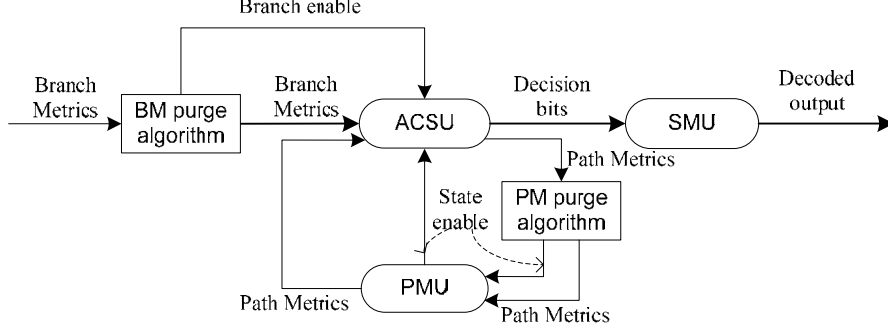 Branch enable
Branch
Metrics
BM purge
algorithm
Branch
Metrics
ACSU
Decision
bits
SMU
Decoded
output
Path Metrics
State
enable
PM purge
algorithm
PMU
Path Metrics
Path Metrics